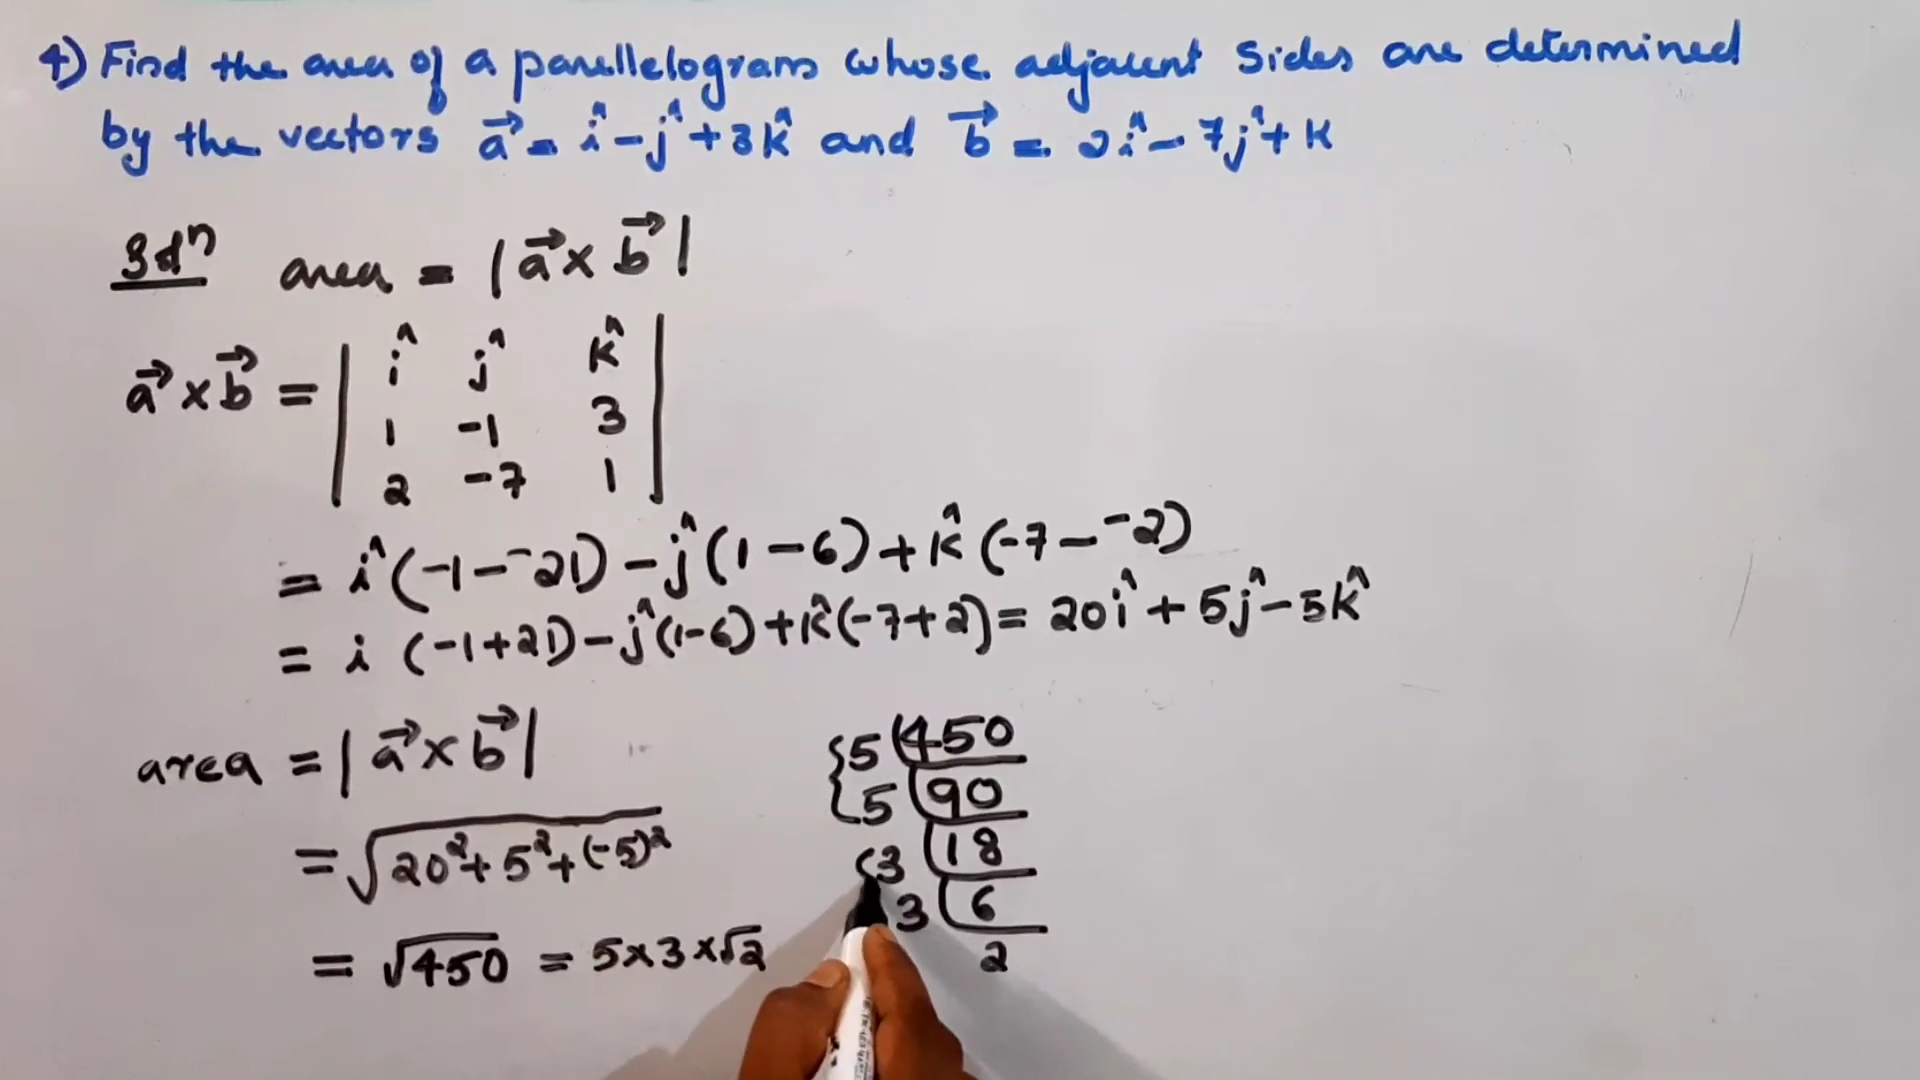 4) Find the area of a parellelogram whose adjacent sides are determined
by the vectors a⃗ = î - ĵ + 3k̂ and b⃗ = 2î - 7ĵ + k
Solⁿ area = |a⃗ × b⃗|
a⃗ × b⃗ = | î ĵ k̂ |
1 -1 3
2 -7 1
= î(-1 - -21) - ĵ(1 - 6) + k̂(-7 - -2)
= i(-1+21) - ĵ(1-6) + k̂(-7+2) = 20î + 5ĵ - 5k̂
area = |a⃗ × b⃗|
= √(20² + 5² + (-5)²)
= √450 = 5×3×√2
5 450
5 90
3 18
3 6
2